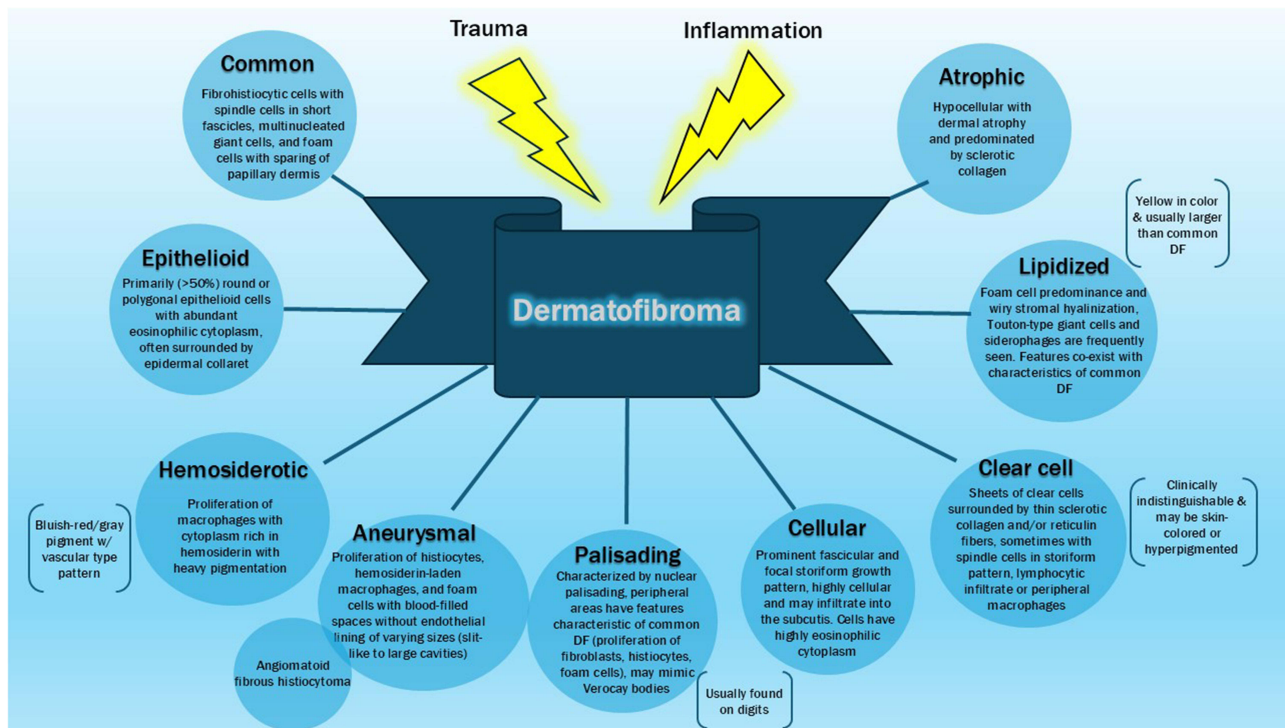 Trauma
Inflammation
Common
Fibrohistiocytic cells with
spindle cells in short
fascicles, multinucleated
giant cells, and foam
cells with sparing of
papillary dermis
Atrophic
Hypocellular with
dermal atrophy
and predominated
by sclerotic
collagen
Yellow in color
& usually larger
than common
DF
Epithelioid
Primarily (>50%) round or
polygonal epithelioid cells
with abundant
eosinophilic cytoplasm,
often surrounded by
epidermal collaret
Dermatofibroma
Lipidized
Foam cell predominance and
wiry stromal hyalinization,
Touton-type giant cells and
siderophages are frequently
seen. Features co-exist with
characteristics of common
DF
Hemosiderotic
Proliferation of
macrophages with
cytoplasm rich in
hemosiderin with
heavy pigmentation
Bluish-red/gray
pigment w/
vascular type
pattern
Aneurysmal
Proliferation of histiocytes,
hemosiderin-laden
macrophages, and foam
cells with blood-filled
spaces without endothelial
lining of varying sizes (slit-
like to large cavities)
Angiomatoid
fibrous histiocytoma
Palisading
Characterized by nuclear
palisading, peripheral
areas have features
characteristic of common
DF (proliferation of
fibroblasts, histiocytes,
foam cells), may mimic
Verocay bodies
Usually found
on digits
Cellular
Prominent fascicular and
focal storiform growth
pattern, highly cellular
and may infiltrate into
the subcutis. Cells have
highly eosinophilic
cytoplasm
Clear cell
Sheets of clear cells
surrounded by thin sclerotic
collagen and/or reticulin
fibers, sometimes with
spindle cells in storiform
pattern, lymphocytic
infiltrate or peripheral
macrophages
Clinically
indistinguishable &
may be skin-
colored or
hyperpigmented